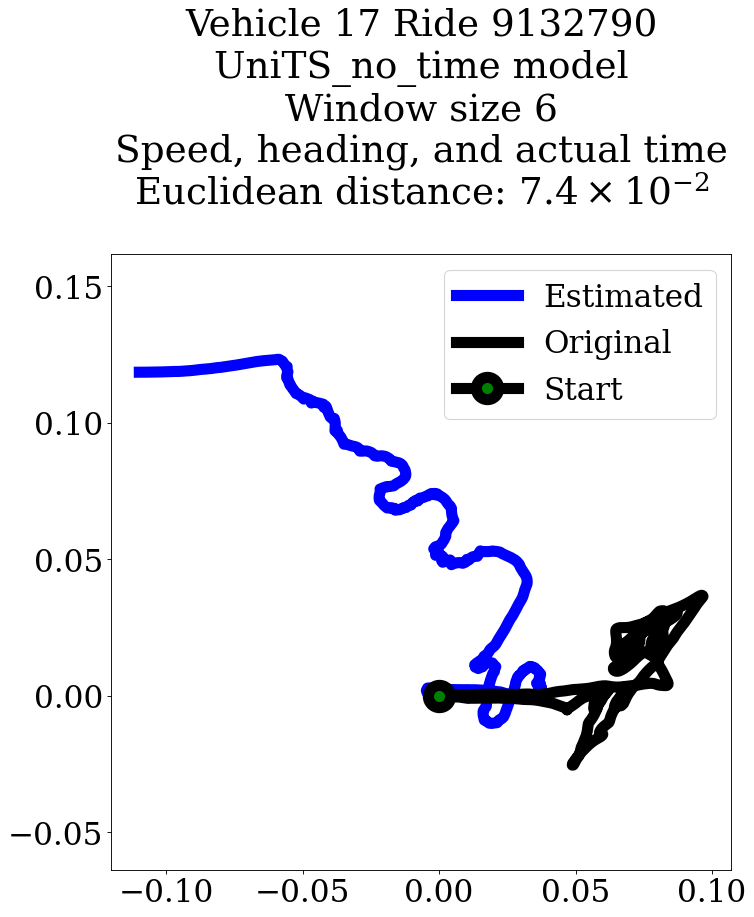 Vehicle 17 Ride 9132790
UniTS_no_time model
Window size 6
Speed, heading, and actual time
Euclidean distance: 7.4 × 10⁻²
Estimated
Original
Start
0.15
0.10
0.05
0.00
−0.05
−0.10
−0.05
0.00
0.05
0.10